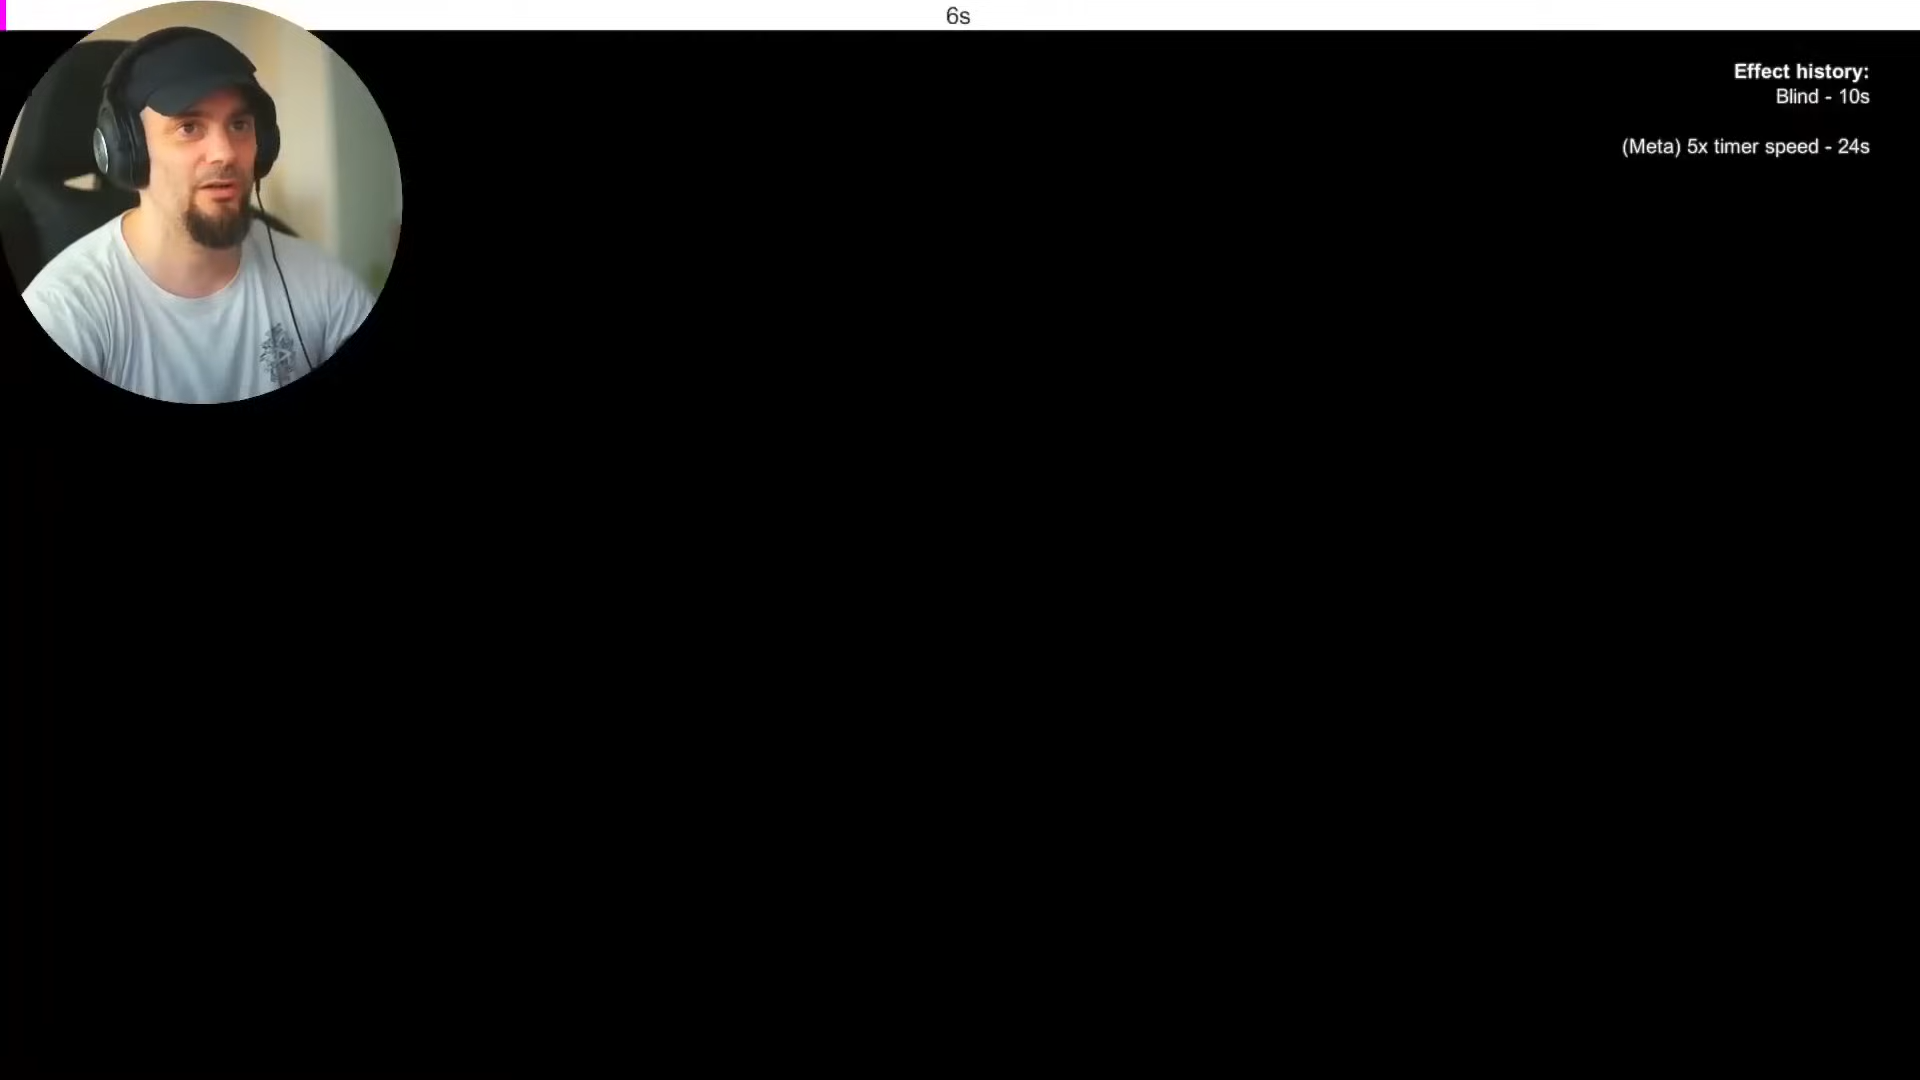 6s
Effect history:
Blind - 10s
(Meta) 5x timer speed - 24s